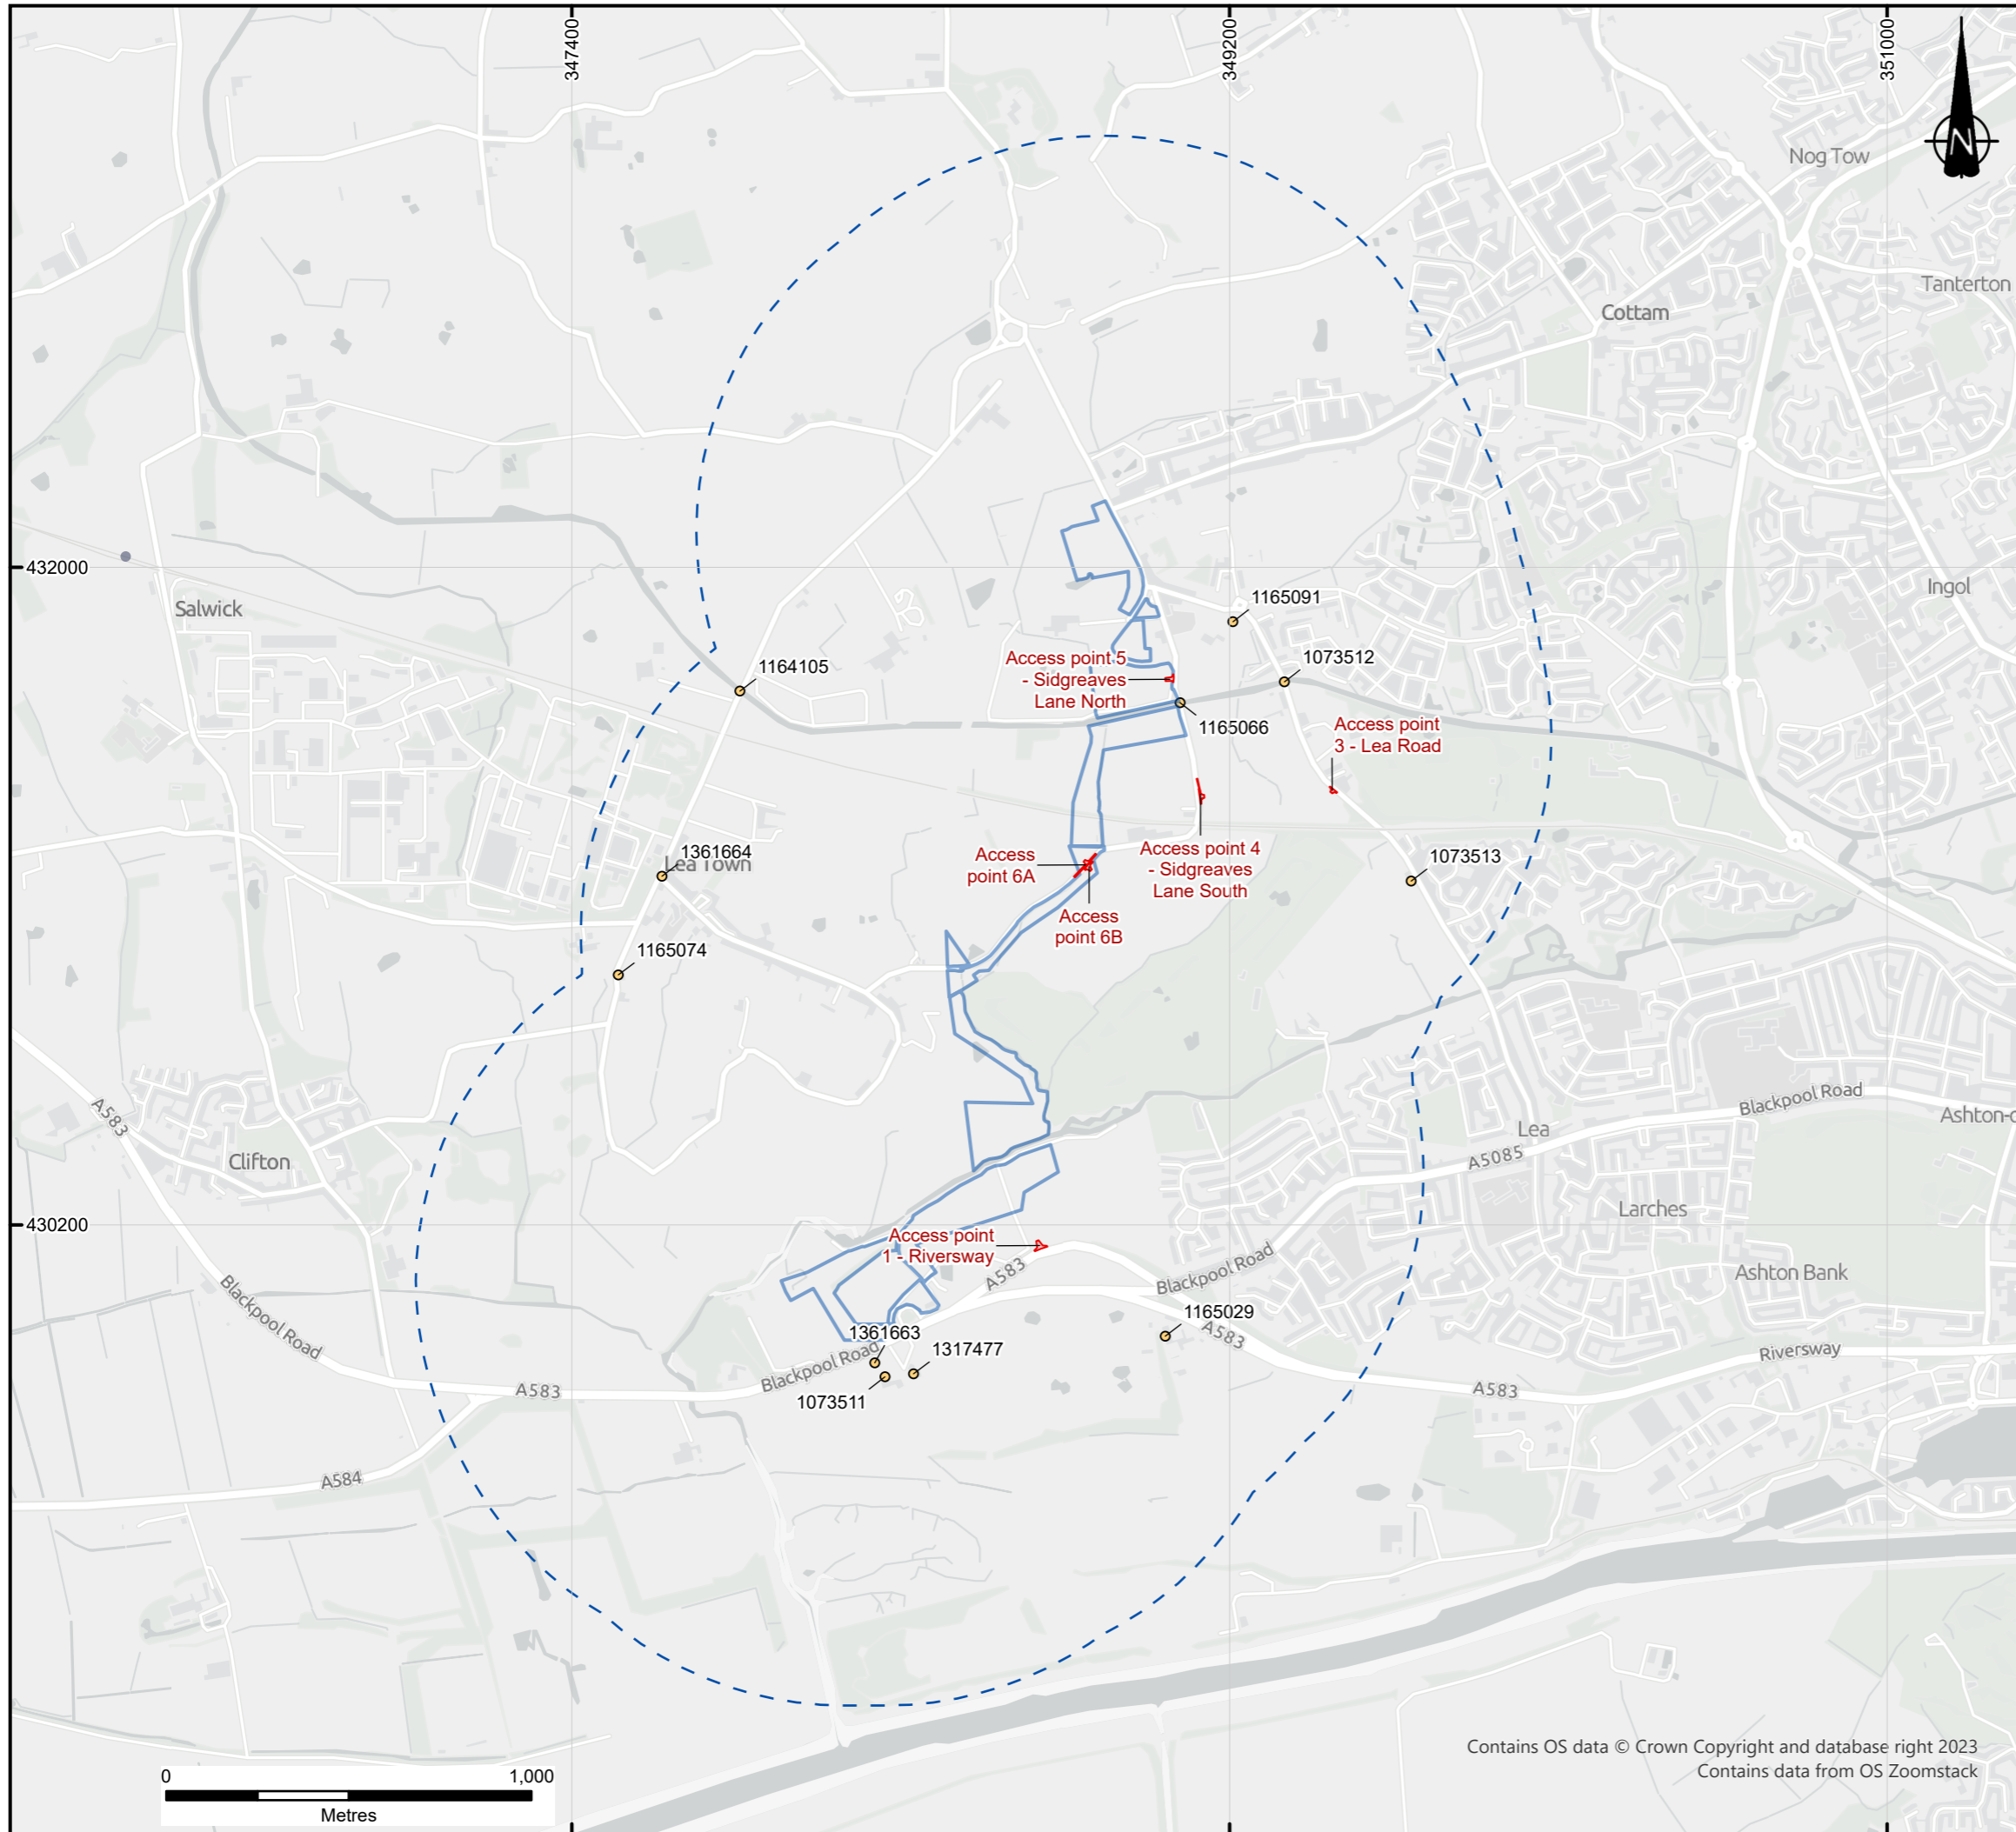 347400
349200
351000
N
Nog Tow
Tanterton
Cottam
432000
Ingol
Salwick
1165091
1164105
1073512
Access point 5
- Sidgreaves
Lane North
1165066
Access point
3 - Lea Road
1361664
Lea Town
Access
point 6A
Access point 4
- Sidgreaves
Lane South
1073513
Access
point 6B
1165074
A583
Clifton
Blackpool Road
Ashton-o
Lea
A5085
Larches
430200
Access point
1 - Riversway
A583
Blackpool Road
Ashton Bank
Blackpool Road
1165029
A583
1361663
1317477
Blackpool Road
Riversway
A583
A583
1073511
A584
Contains OS data © Crown Copyright and database right 2023
Contains data from OS Zoomstack
0
1,000
Metres